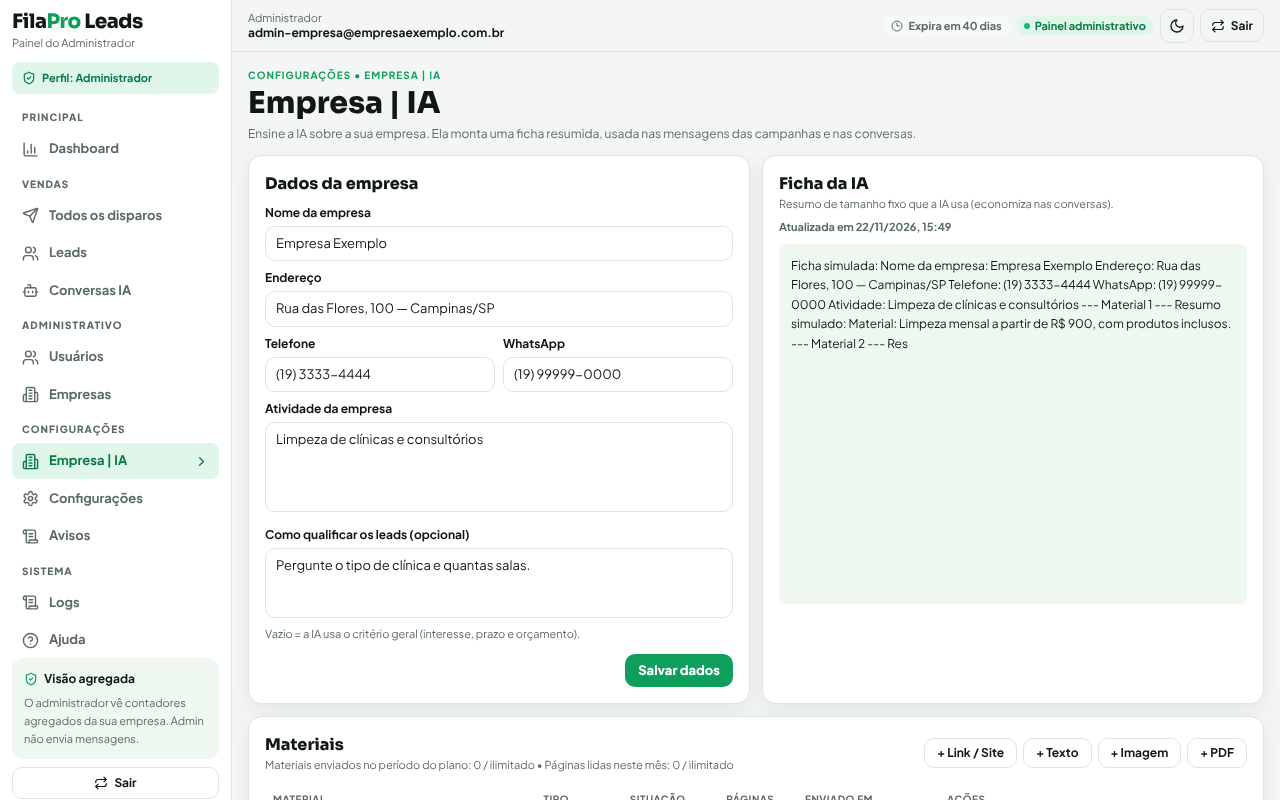 FilaPro Leads
Painel do Administrador
Perfil: Administrador
PRINCIPAL
Dashboard
VENDAS
Todos os disparos
Leads
Conversas IA
ADMINISTRATIVO
Usuários
Empresas
CONFIGURAÇÕES
Empresa | IA
Configurações
Avisos
SISTEMA
Logs
Ajuda
Visão agregada
O administrador vê contadores
agregados da sua empresa. Admin
não envia mensagens.
Sair
Administrador
admin-empresa@empresaexemplo.com.br
Expira em 40 dias
Painel administrativo
Sair
CONFIGURAÇÕES • EMPRESA | IA
Empresa | IA
Ensine a IA sobre a sua empresa. Ela monta uma ficha resumida, usada nas mensagens das campanhas e nas conversas.
Dados da empresa
Nome da empresa
Empresa Exemplo
Endereço
Rua das Flores, 100 — Campinas/SP
Telefone
WhatsApp
(19) 3333-4444
(19) 99999-0000
Atividade da empresa
Limpeza de clínicas e consultórios
Como qualificar os leads (opcional)
Pergunte o tipo de clínica e quantas salas.
Vazio = a IA usa o critério geral (interesse, prazo e orçamento).
Salvar dados
Ficha da IA
Resumo de tamanho fixo que a IA usa (economiza nas conversas).
Atualizada em 22/11/2026, 15:49
Ficha simulada: Nome da empresa: Empresa Exemplo Endereço: Rua das
Flores, 100 — Campinas/SP Telefone: (19) 3333-4444 WhatsApp: (19) 99999-
0000 Atividade: Limpeza de clínicas e consultórios --- Material 1 --- Resumo
simulado: Material: Limpeza mensal a partir de R$ 900, com produtos inclusos.
--- Material 2 --- Res
Materiais
Materiais enviados no período do plano: 0 / ilimitado • Páginas lidas neste mês: 0 / ilimitado
+ Link / Site
+ Texto
+ Imagem
+ PDF
MATERIAL
TIPO
SITUAÇÃO
PÁGINAS
ENVIADO EM
AÇÕES